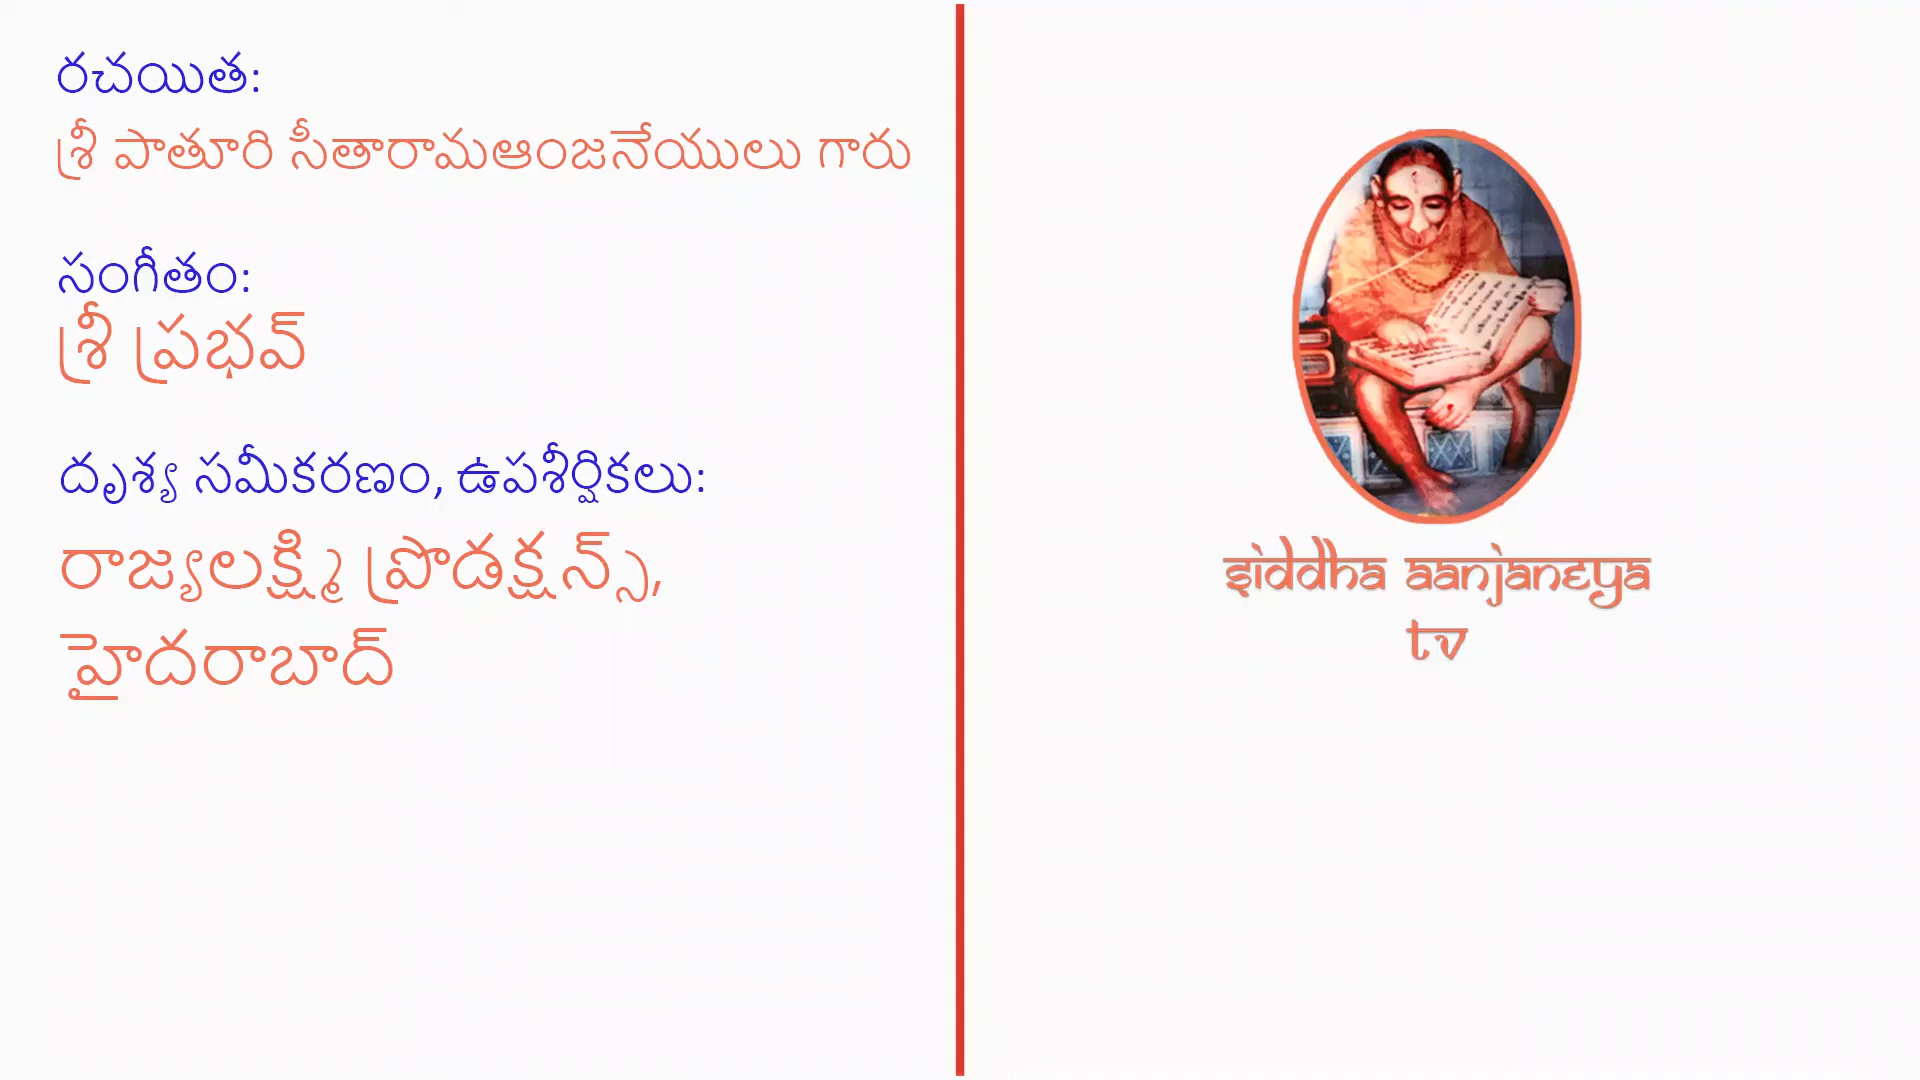 రచయిత:
శ్రీ పాతూరి సీతారామఆంజనేయులు గారు
సంగీతం:
శ్రీ ప్రభవ్
దృశ్య సమీకరణం, ఉపశీర్షికలు:
రాజ్యలక్ష్మి ప్రొడక్షన్స్,
హైదరాబాద్
siddha aanjaneya
tv